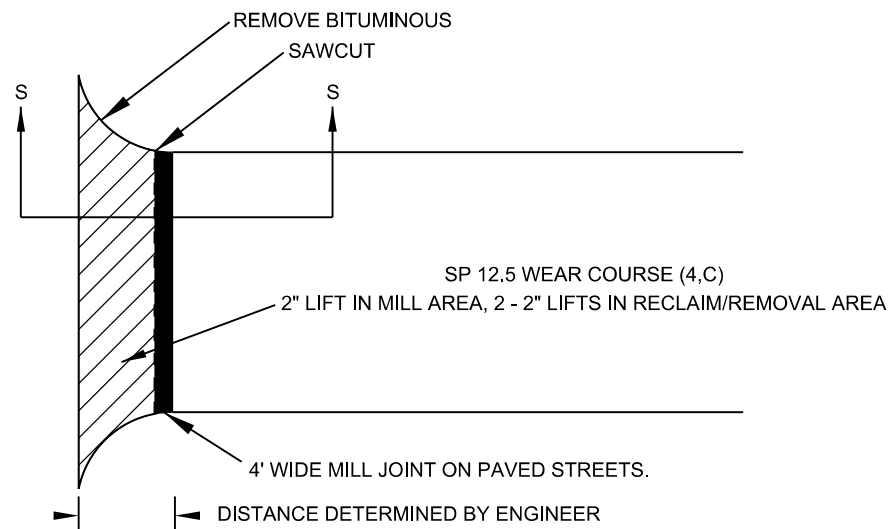 REMOVE BITUMINOUS
SAWCUT
S
S
SP 12.5 WEAR COURSE (4,C)
2" LIFT IN MILL AREA, 2 - 2" LIFTS IN RECLAIM/REMOVAL AREA
4' WIDE MILL JOINT ON PAVED STREETS.
DISTANCE DETERMINED BY ENGINEER